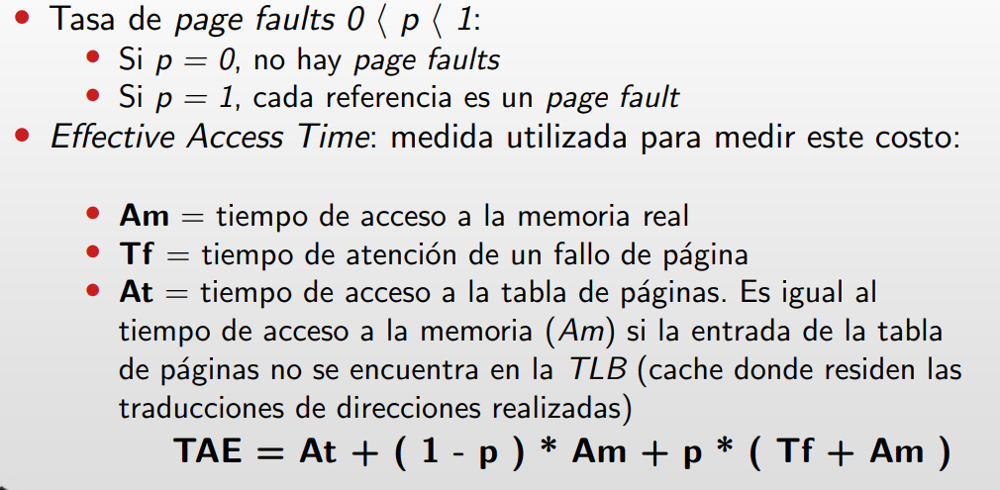 • Tasa de page faults 0 ⟨ p ⟨ 1:
• Si p = 0, no hay page faults
• Si p = 1, cada referencia es un page fault
• Effective Access Time: medida utilizada para medir este costo:
• Am = tiempo de acceso a la memoria real
• Tf = tiempo de atención de un fallo de página
• At = tiempo de acceso a la tabla de páginas. Es igual al
tiempo de acceso a la memoria (Am) si la entrada de la tabla
de páginas no se encuentra en la TLB (cache donde residen las
traducciones de direcciones realizadas)
TAE = At + ( 1 - p ) * Am + p * ( Tf + Am )